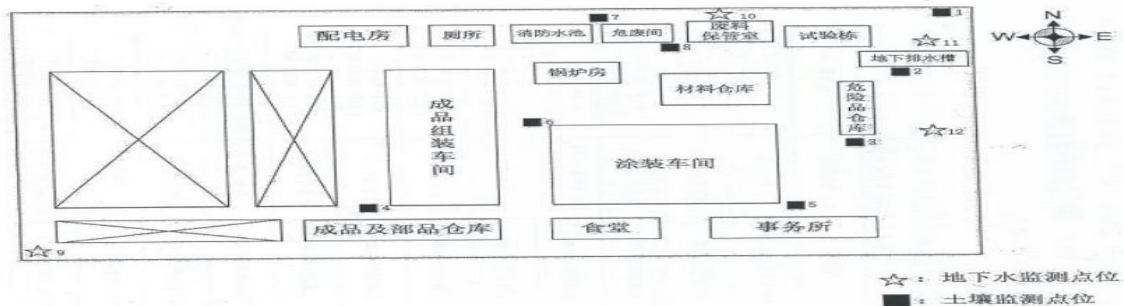 7
10
1
N
配电房
厕所
消防水池
危废间
废料
保管室
试验栋
11
W
E
8
S
地下排水槽
2
锅炉房
材料仓库
危险品仓库
成品组装车间
6
12
涂装车间
3
4
5
成品及部品仓库
食堂
事务所
9
☆：地下水监测点位
■：土壤监测点位